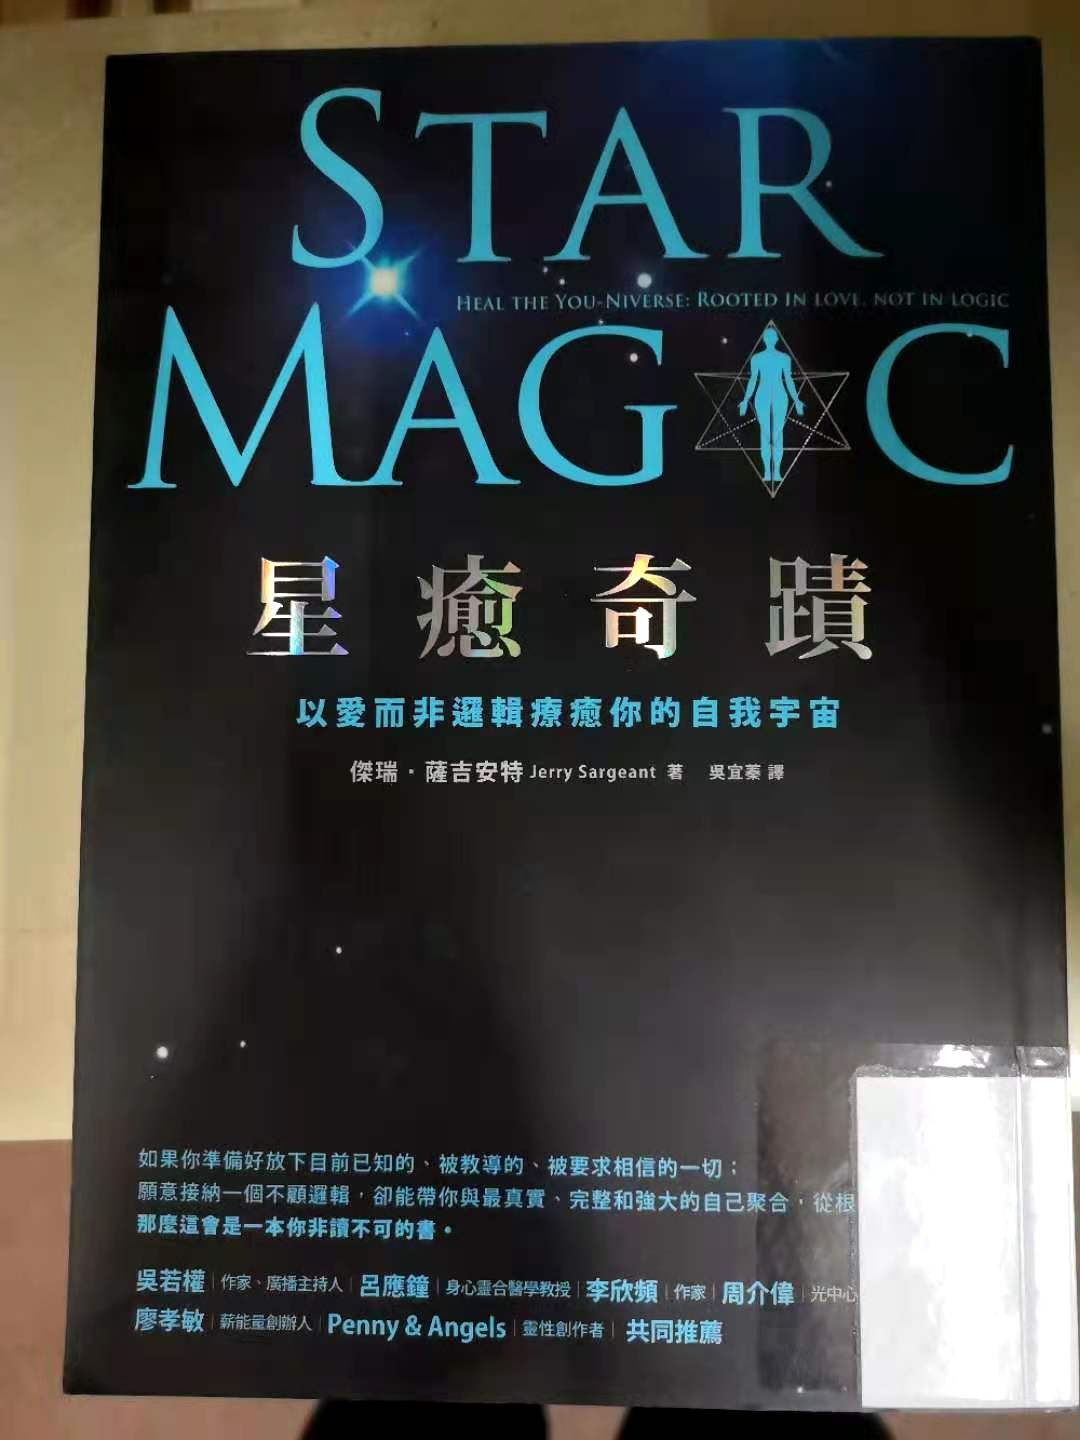 STAR
HEAL THE YOU-NIVERSE: ROOTED IN LOVE, NOT IN LOGIC
MAGIC
星癒奇蹟
以愛而非邏輯療癒你的自我宇宙
傑瑞・薩吉安特 Jerry Sargeant 著 吳宜蓁 譯
如果你準備好放下目前已知的、被教導的、被要求相信的一切；
願意接納一個不顧邏輯，卻能帶你與最真實、完整和強大的自己聚合，從根
那麼這會是一本你非讀不可的書。
吳若權｜作家、廣播主持人｜呂應鐘｜身心靈合醫學教授｜李欣頻｜作家｜周介偉｜光中心
廖孝敏｜薪能量創辦人｜Penny & Angels｜靈性創作者｜共同推薦